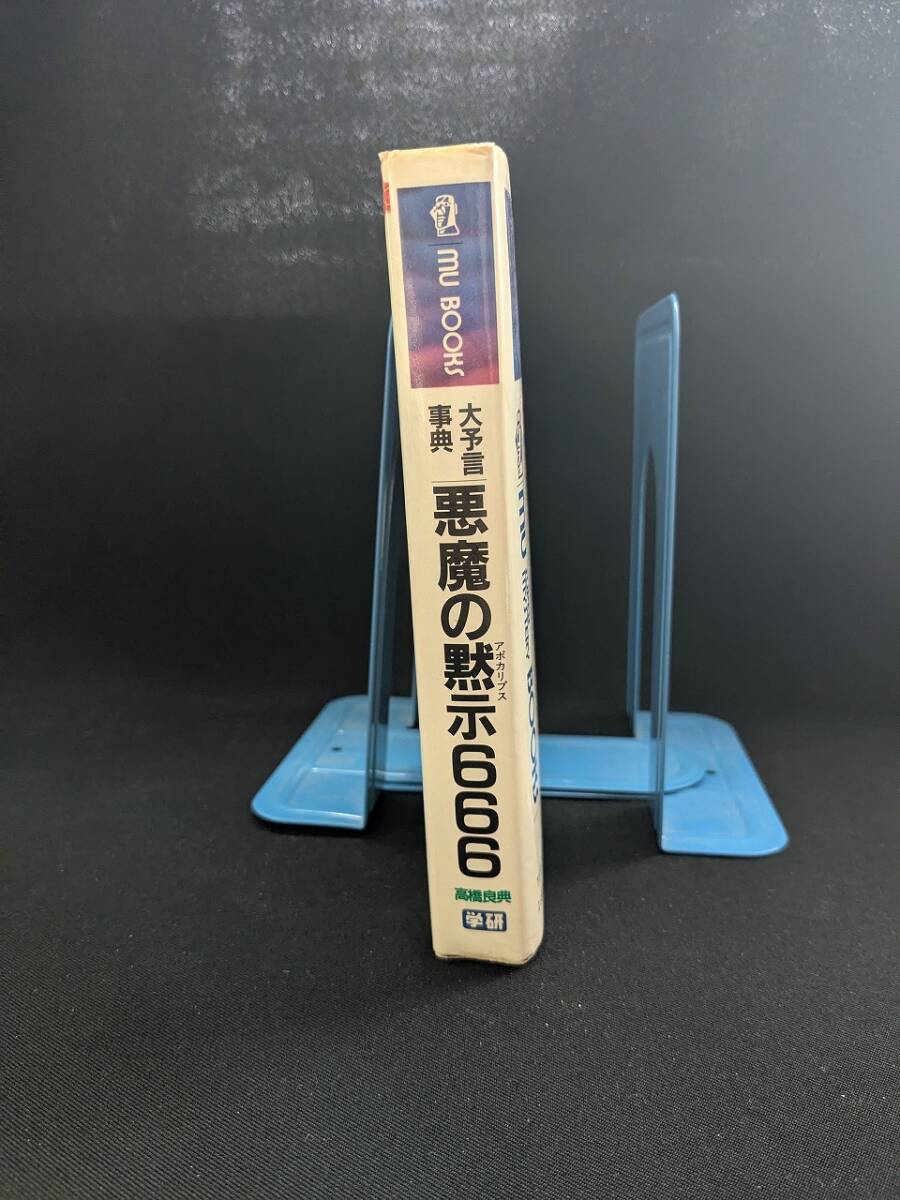 mu BOOKS
大予言
事典
悪魔の黙示666
アポカリプス
高橋良典
学研